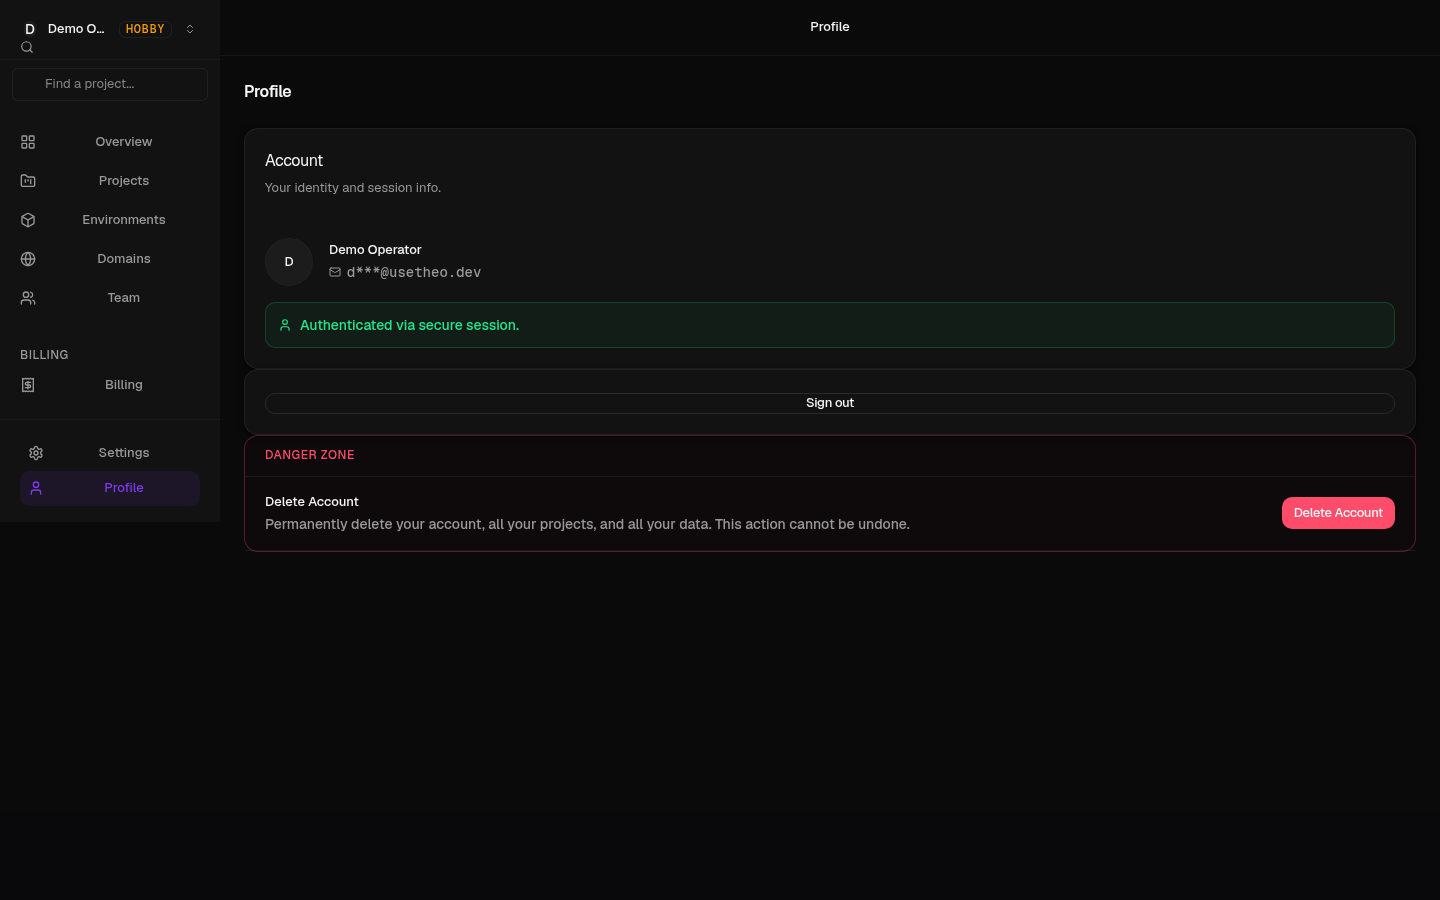 D Demo O... HOBBY
Find a project...
Overview
Projects
Environments
Domains
Team
BILLING
Billing
Settings
Profile
Profile
Profile
Account
Your identity and session info.
D
Demo Operator
d***@usetheo.dev
Authenticated via secure session.
Sign out
DANGER ZONE
Delete Account
Permanently delete your account, all your projects, and all your data. This action cannot be undone.
Delete Account